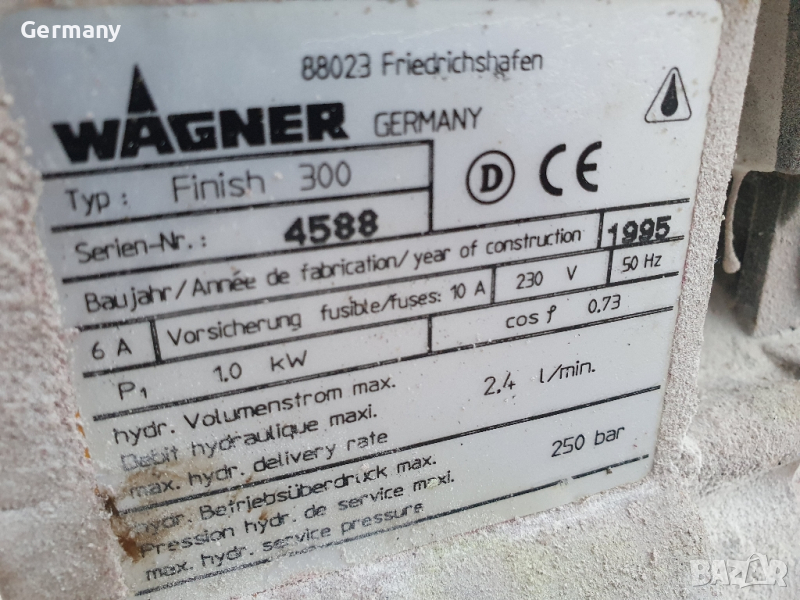 Germany
Germany
88023 Friedrichshafen
WAGNER GERMANY
Typ: Finish 300
D CE
Serien-Nr.: 4588
Baujahr/Année de fabrication/year of construction 1995
6 A Vorsicherung fusible/fuses: 10 A 230 V 50 Hz
P1 1.0 kW cos φ 0.73
hydr. Volumenstrom max.
Debit hydraulique maxi. 2.4 l/min.
max. hydr. delivery rate
hydr. Betriebsüberdruck max.
Pression hydr. de service maxi. 250 bar
max. hydr. service pressure
BAZAR